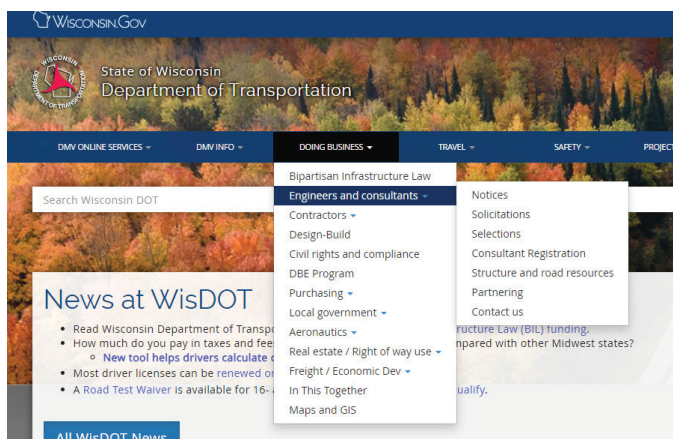 WISCONSIN.GOV
WISCONSIN
DEPARTMENT OF TRANSPORTATION
State of Wisconsin
Department of Transportation
DMV ONLINE SERVICES DMV INFO DOING BUSINESS TRAVEL SAFETY PROJECT
Search Wisconsin DOT
Bipartisan Infrastructure Law
Engineers and consultants
Contractors
Design-Build
Civil rights and compliance
DBE Program
Purchasing
Local government
Aeronautics
Real estate / Right of way use
Freight / Economic Dev
In This Together
Maps and GIS
Notices
Solicitations
Selections
Consultant Registration
Structure and road resources
Partnering
Contact us
News at WisDOT
Read Wisconsin Department of Transpo ructure Law (BIL) funding.
How much do you pay in taxes and fee mpared with other Midwest states?
New tool helps drivers calculate
Most driver licenses can be renewed
A Road Test Waiver is available for 16- ualify.
All WisDOT News